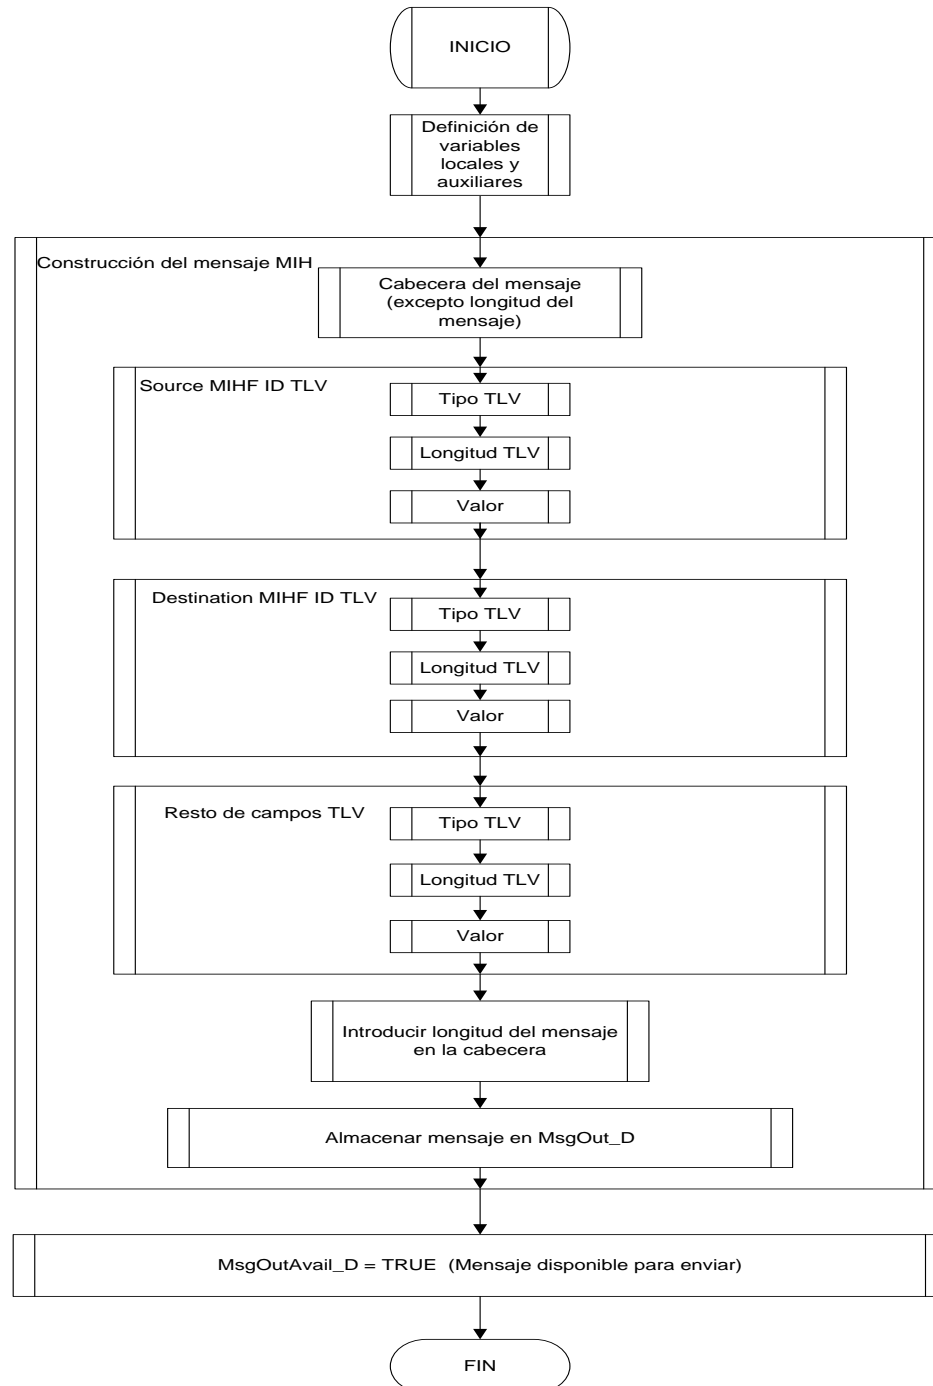 INICIO
Definición de
variables
locales y
auxiliares
Construcción del mensaje MIH
Cabecera del mensaje
(excepto longitud del
mensaje)
Source MIHF ID TLV
Tipo TLV
Longitud TLV
Valor
Destination MIHF ID TLV
Tipo TLV
Longitud TLV
Valor
Resto de campos TLV
Tipo TLV
Longitud TLV
Valor
Introducir longitud del mensaje
en la cabecera
Almacenar mensaje en MsgOut_D
MsgOutAvail_D = TRUE (Mensaje disponible para enviar)
FIN